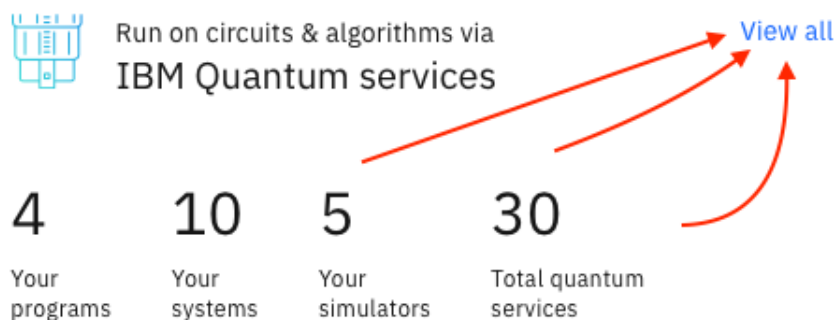 Run on circuits & algorithms via
View all
IBM Quantum services
4 10 5 30
Your Your Your Total quantum
programs systems simulators services